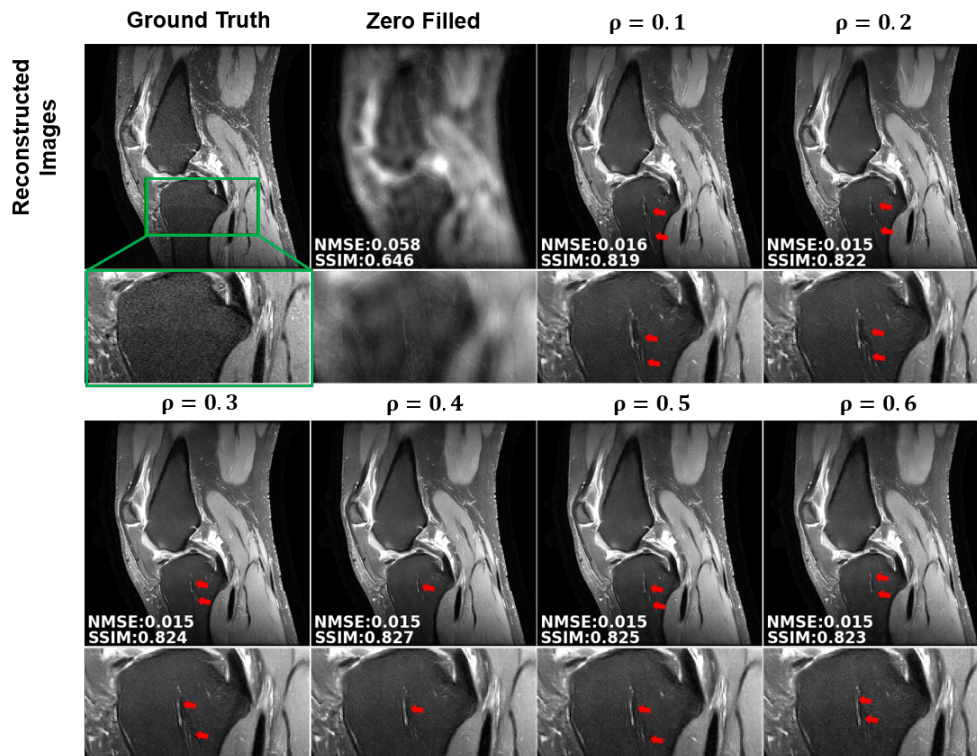 Ground Truth
Zero Filled
ρ = 0.1
ρ = 0.2
Reconstructed
Images
NMSE:0.058
SSIM:0.646
NMSE:0.016
SSIM:0.819
NMSE:0.015
SSIM:0.822
ρ = 0.3
ρ = 0.4
ρ = 0.5
ρ = 0.6
NMSE:0.015
SSIM:0.824
NMSE:0.015
SSIM:0.827
NMSE:0.015
SSIM:0.825
NMSE:0.015
SSIM:0.823